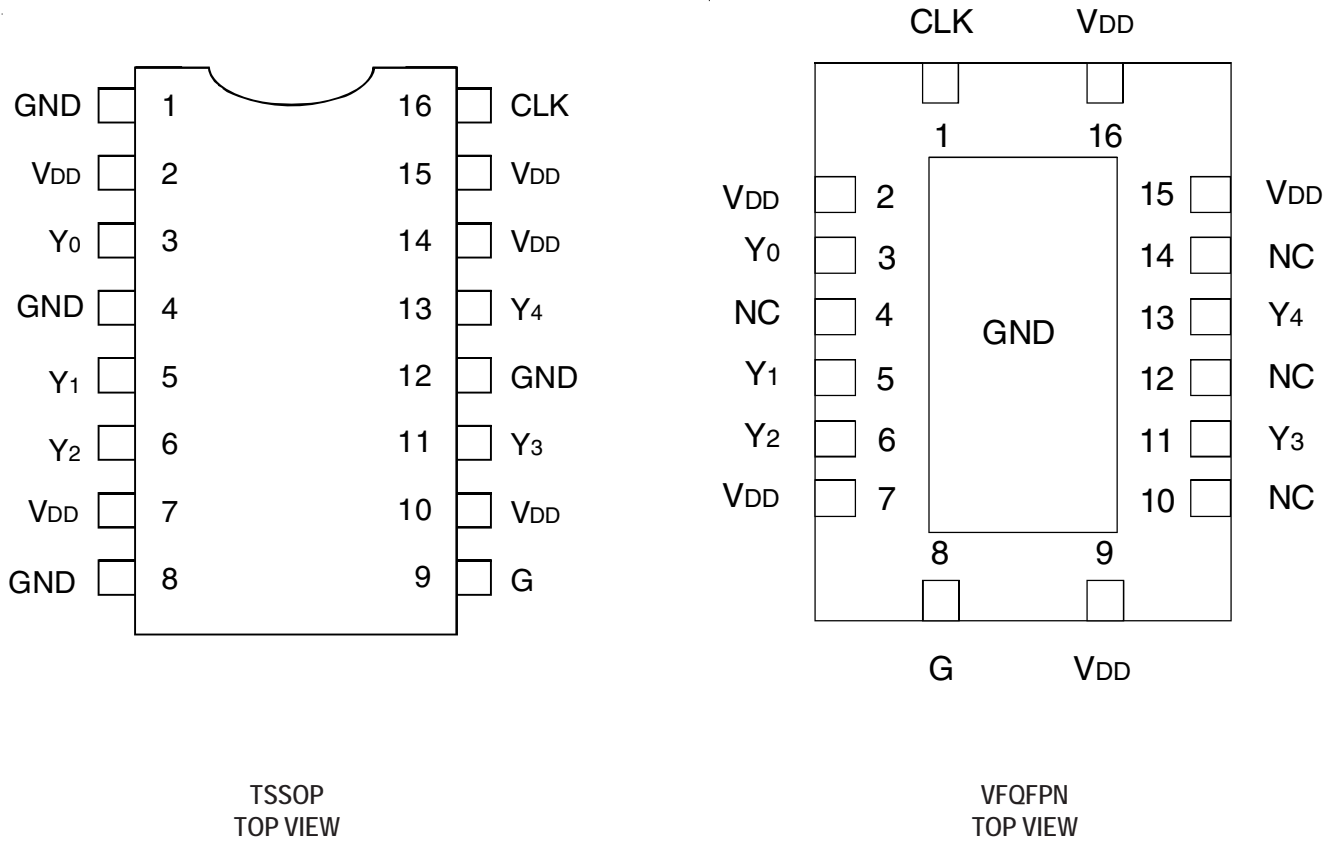 CLK VDD
GND 1 16 CLK
1 16
VDD 2 15 VDD
VDD 2 15 VDD
Y0 3 14 VDD
Y0 3 14 NC
GND 4 13 Y4
NC 4 GND 13 Y4
Y1 5 12 GND
Y1 5 12 NC
Y2 6 11 Y3
Y2 6 11 Y3
VDD 7 10 VDD
VDD 7 10 NC
8 9
GND 8 9 G
G VDD
TSSOP
TOP VIEW
VFQFPN
TOP VIEW